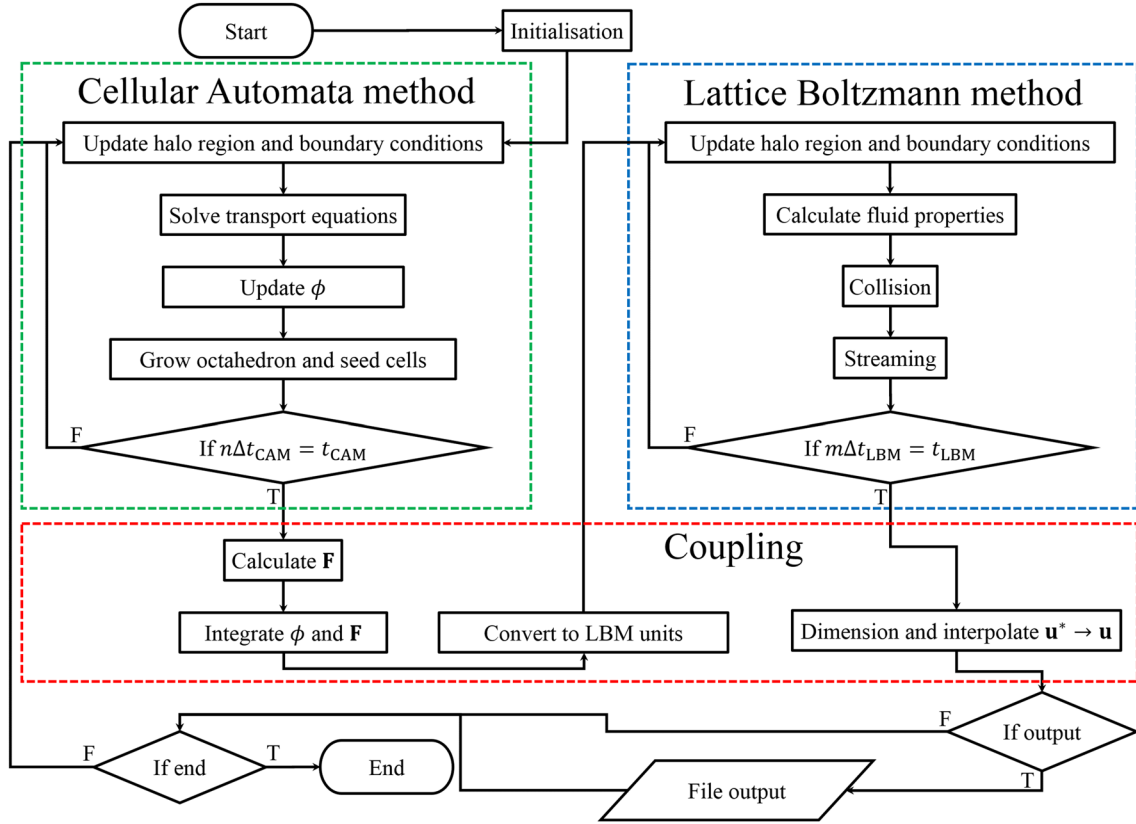 Start
Initialisation
Cellular Automata method
Update halo region and boundary conditions
Solve transport equations
Update ϕ
Grow octahedron and seed cells
If nΔt_CAM = t_CAM
F
T
Lattice Boltzmann method
Update halo region and boundary conditions
Calculate fluid properties
Collision
Streaming
If mΔt_LBM = t_LBM
F
T
Coupling
Calculate F
Integrate ϕ and F
Convert to LBM units
Dimension and interpolate u* → u
If output
F
T
File output
If end
F
T
End